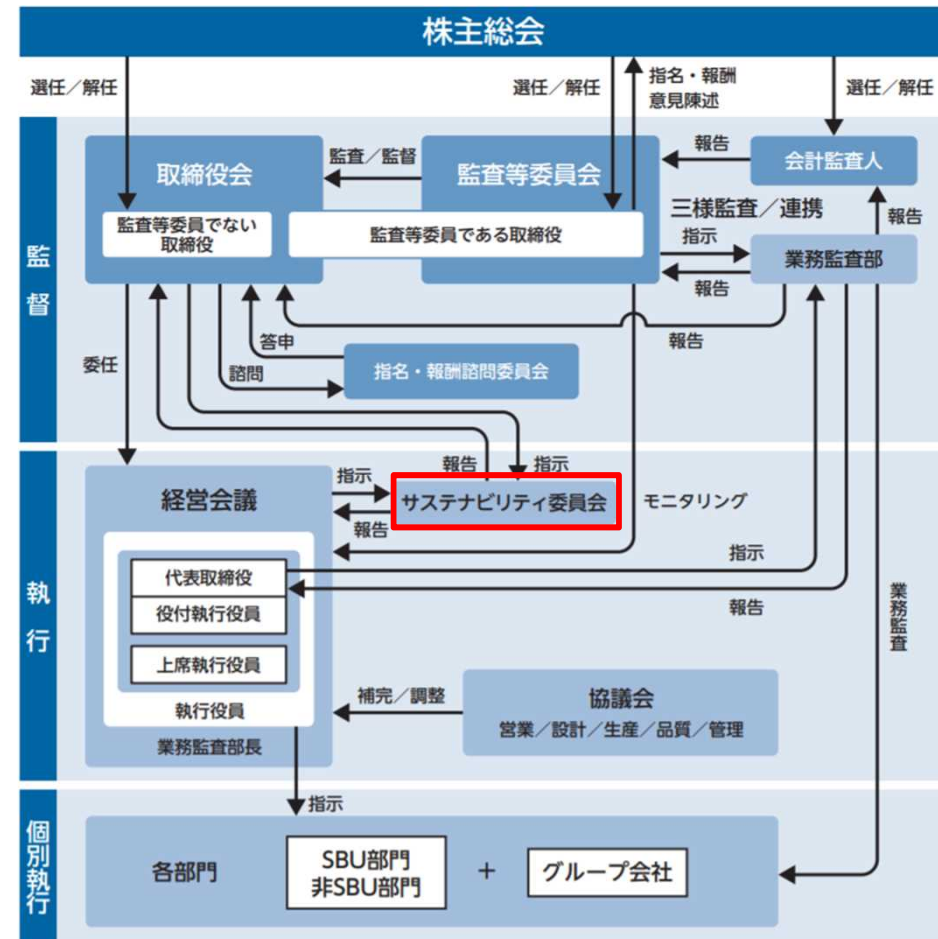 株主総会
選任／解任
選任／解任
指名・報酬
意見陳述
選任／解任
監督
取締役会
監査等委員でない
取締役
監査／監督
監査等委員会
監査等委員である取締役
報告
会計監査人
三様監査／連携
報告
指示
業務監査部
報告
報告
答申
諮問
指名・報酬諮問委員会
委任
執行
経営会議
指示
報告
指示
サステナビリティ委員会
報告
モニタリング
代表取締役
役付執行役員
上席執行役員
執行役員
業務監査部長
指示
報告
業務監査
補完／調整
協議会
営業／設計／生産／品質／管理
指示
個別執行
各部門
SBU部門
非SBU部門
+
グループ会社